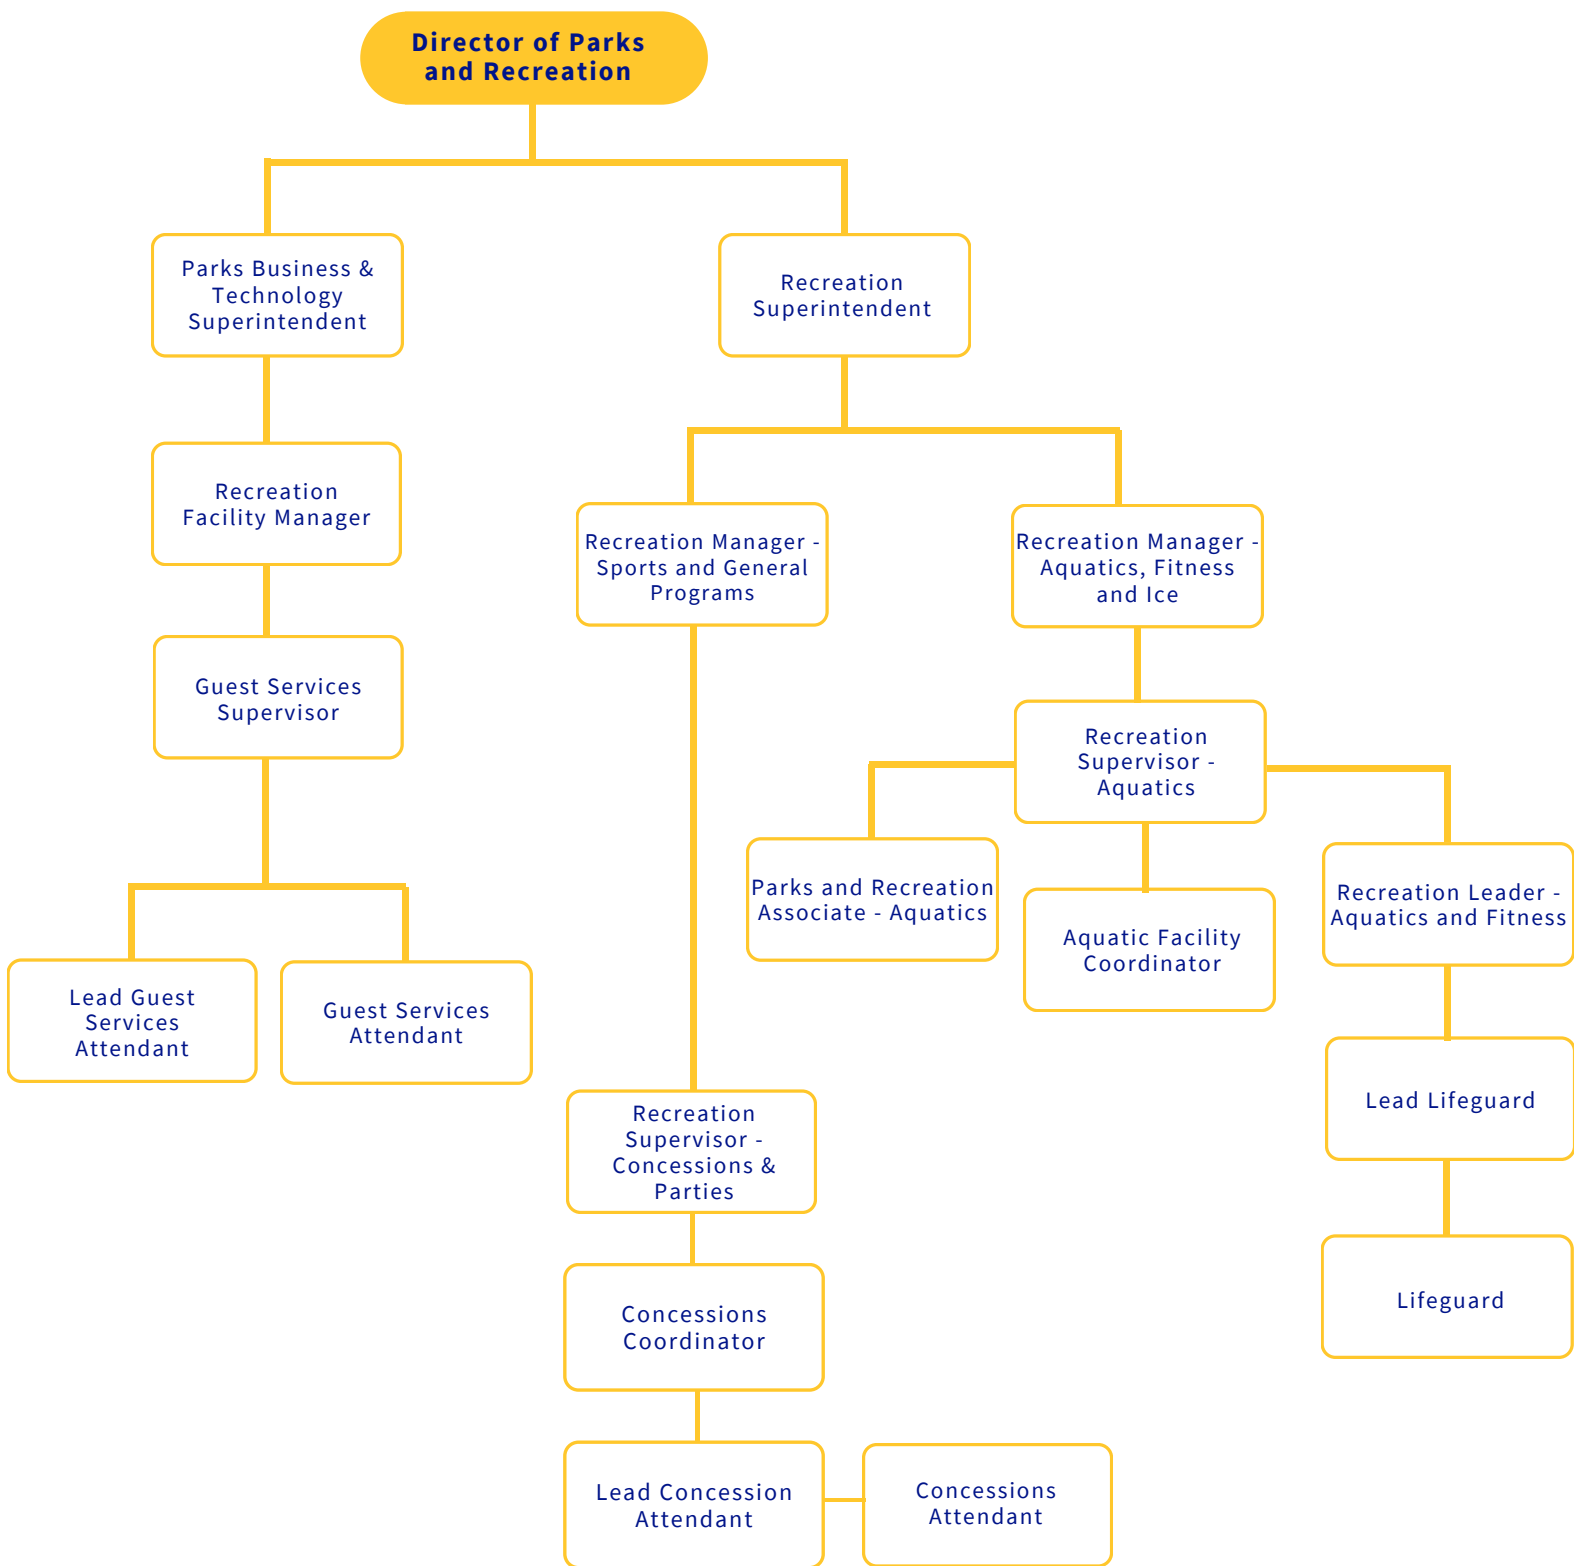 Director of Parks
and Recreation
Parks Business &
Technology
Superintendent
Recreation
Superintendent
Recreation
Facility Manager
Recreation Manager -
Sports and General
Programs
Recreation Manager -
Aquatics, Fitness
and Ice
Guest Services
Supervisor
Recreation
Supervisor -
Aquatics
Parks and Recreation
Associate - Aquatics
Aquatic Facility
Coordinator
Recreation Leader -
Aquatics and Fitness
Lead Guest
Services
Attendant
Guest Services
Attendant
Lead Lifeguard
Recreation
Supervisor -
Concessions &
Parties
Lifeguard
Concessions
Coordinator
Lead Concession
Attendant
Concessions
Attendant